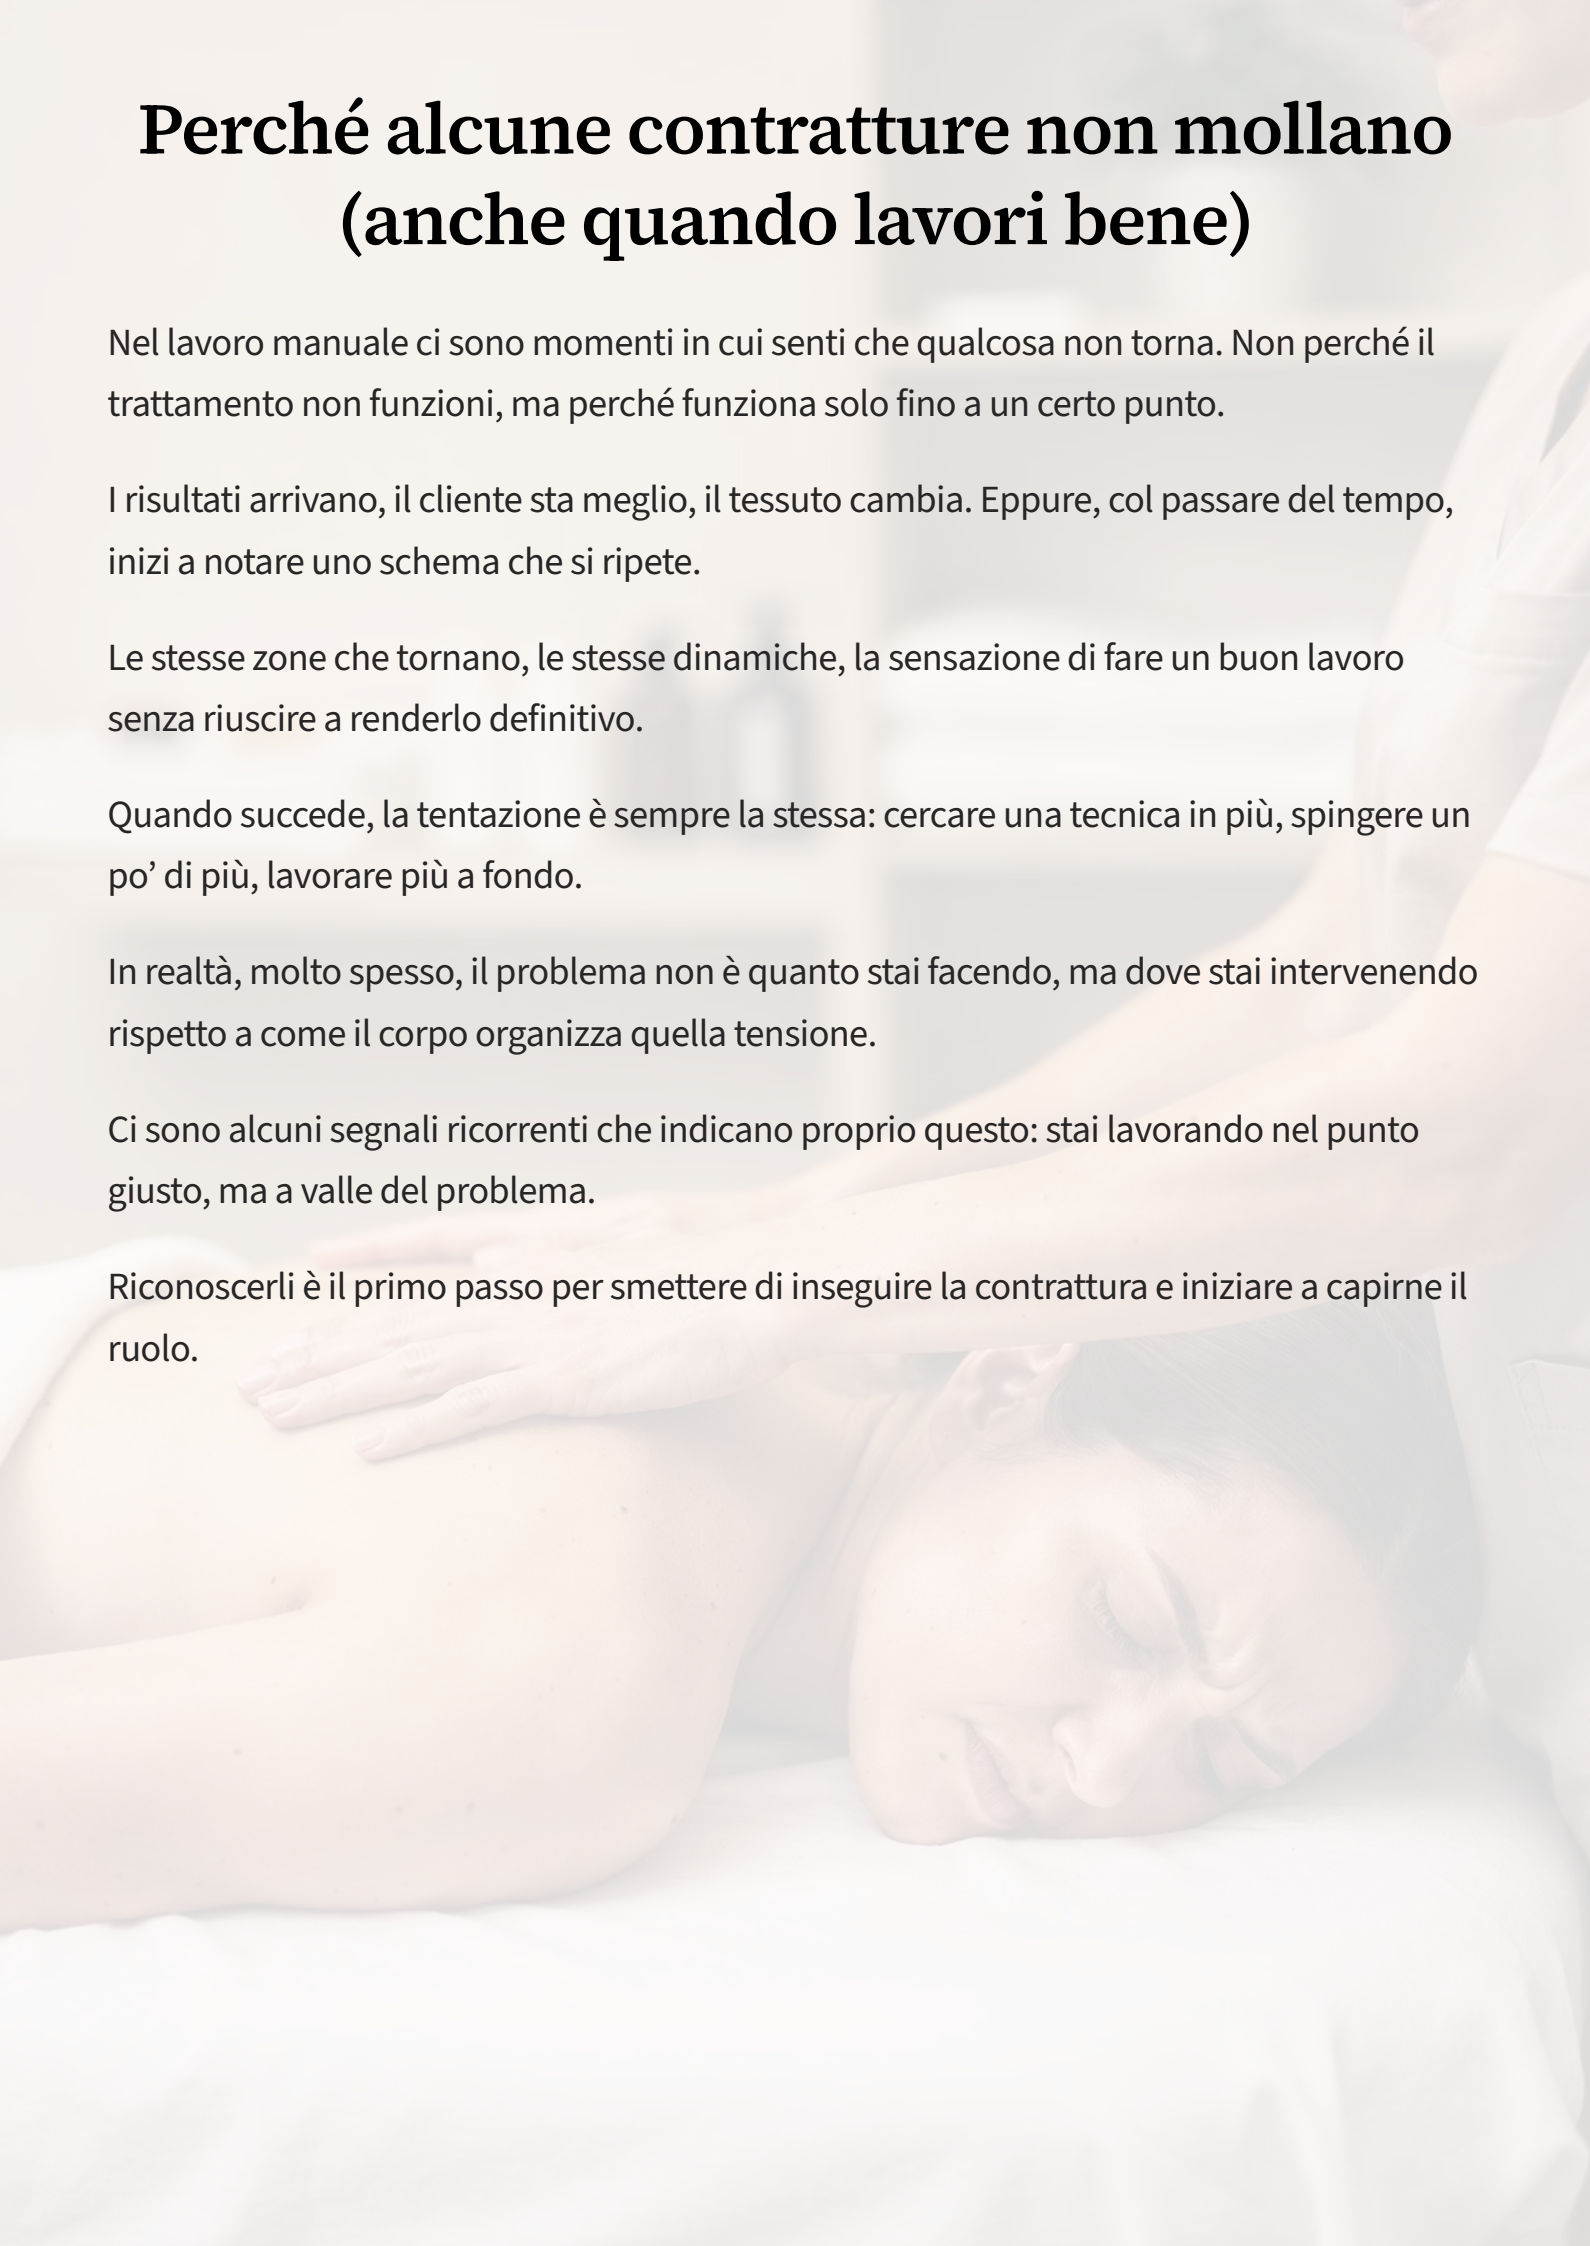 Perché alcune contratture non mollano
(anche quando lavori bene)
Nel lavoro manuale ci sono momenti in cui senti che qualcosa non torna. Non perché il
trattamento non funzioni, ma perché funziona solo fino a un certo punto.
I risultati arrivano, il cliente sta meglio, il tessuto cambia. Eppure, col passare del tempo,
inizi a notare uno schema che si ripete.
Le stesse zone che tornano, le stesse dinamiche, la sensazione di fare un buon lavoro
senza riuscire a renderlo definitivo.
Quando succede, la tentazione è sempre la stessa: cercare una tecnica in più, spingere un
po’ di più, lavorare più a fondo.
In realtà, molto spesso, il problema non è quanto stai facendo, ma dove stai intervenendo
rispetto a come il corpo organizza quella tensione.
Ci sono alcuni segnali ricorrenti che indicano proprio questo: stai lavorando nel punto
giusto, ma a valle del problema.
Riconoscerli è il primo passo per smettere di inseguire la contrattura e iniziare a capirne il
ruolo.